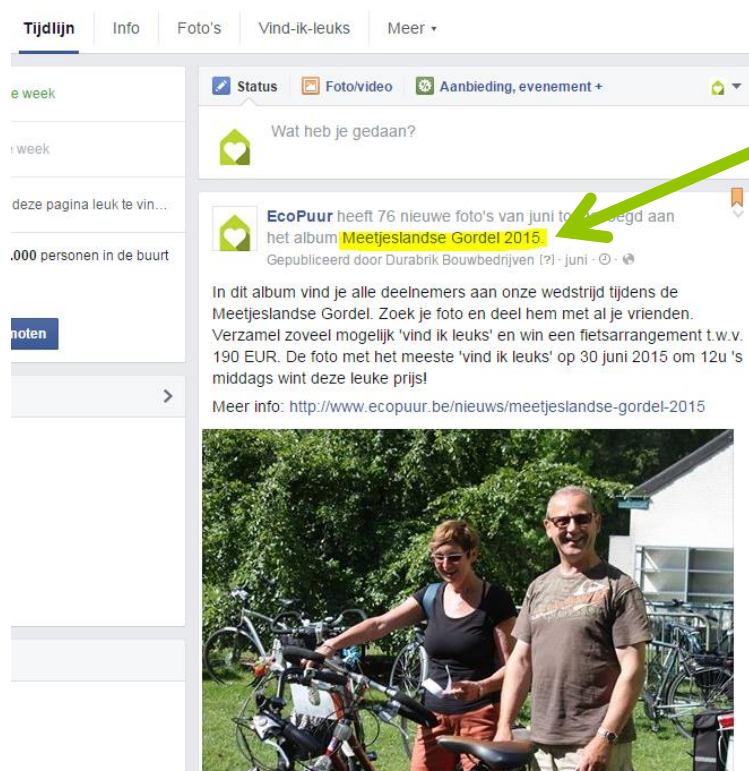 Tijdlijn Info Foto's Vind-ik-leuks Meer
e week
week
deze pagina leuk te vin...
.000 personen in de buurt
noten
Status Foto/video Aanbieding, evenement +
Wat heb je gedaan?
EcoPuur heeft 76 nieuwe foto's van juni aan
het album Meetjeslandse Gordel 2015.
Gepubliceerd door Durabrik Bouwbedrijven [?] · juni ·
In dit album vind je alle deelnemers aan onze wedstrijd tijdens de
Meetjeslandse Gordel. Zoek je foto en deel hem met al je vrienden.
Verzamel zoveel mogelijk 'vind ik leuks' en win een fietsarrangement t.w.v.
190 EUR. De foto met het meeste 'vind ik leuks' op 30 juni 2015 om 12u 's
middags wint deze leuke prijs!
Meer info: http://www.ecopuur.be/nieuws/meetjeslandse-gordel-2015